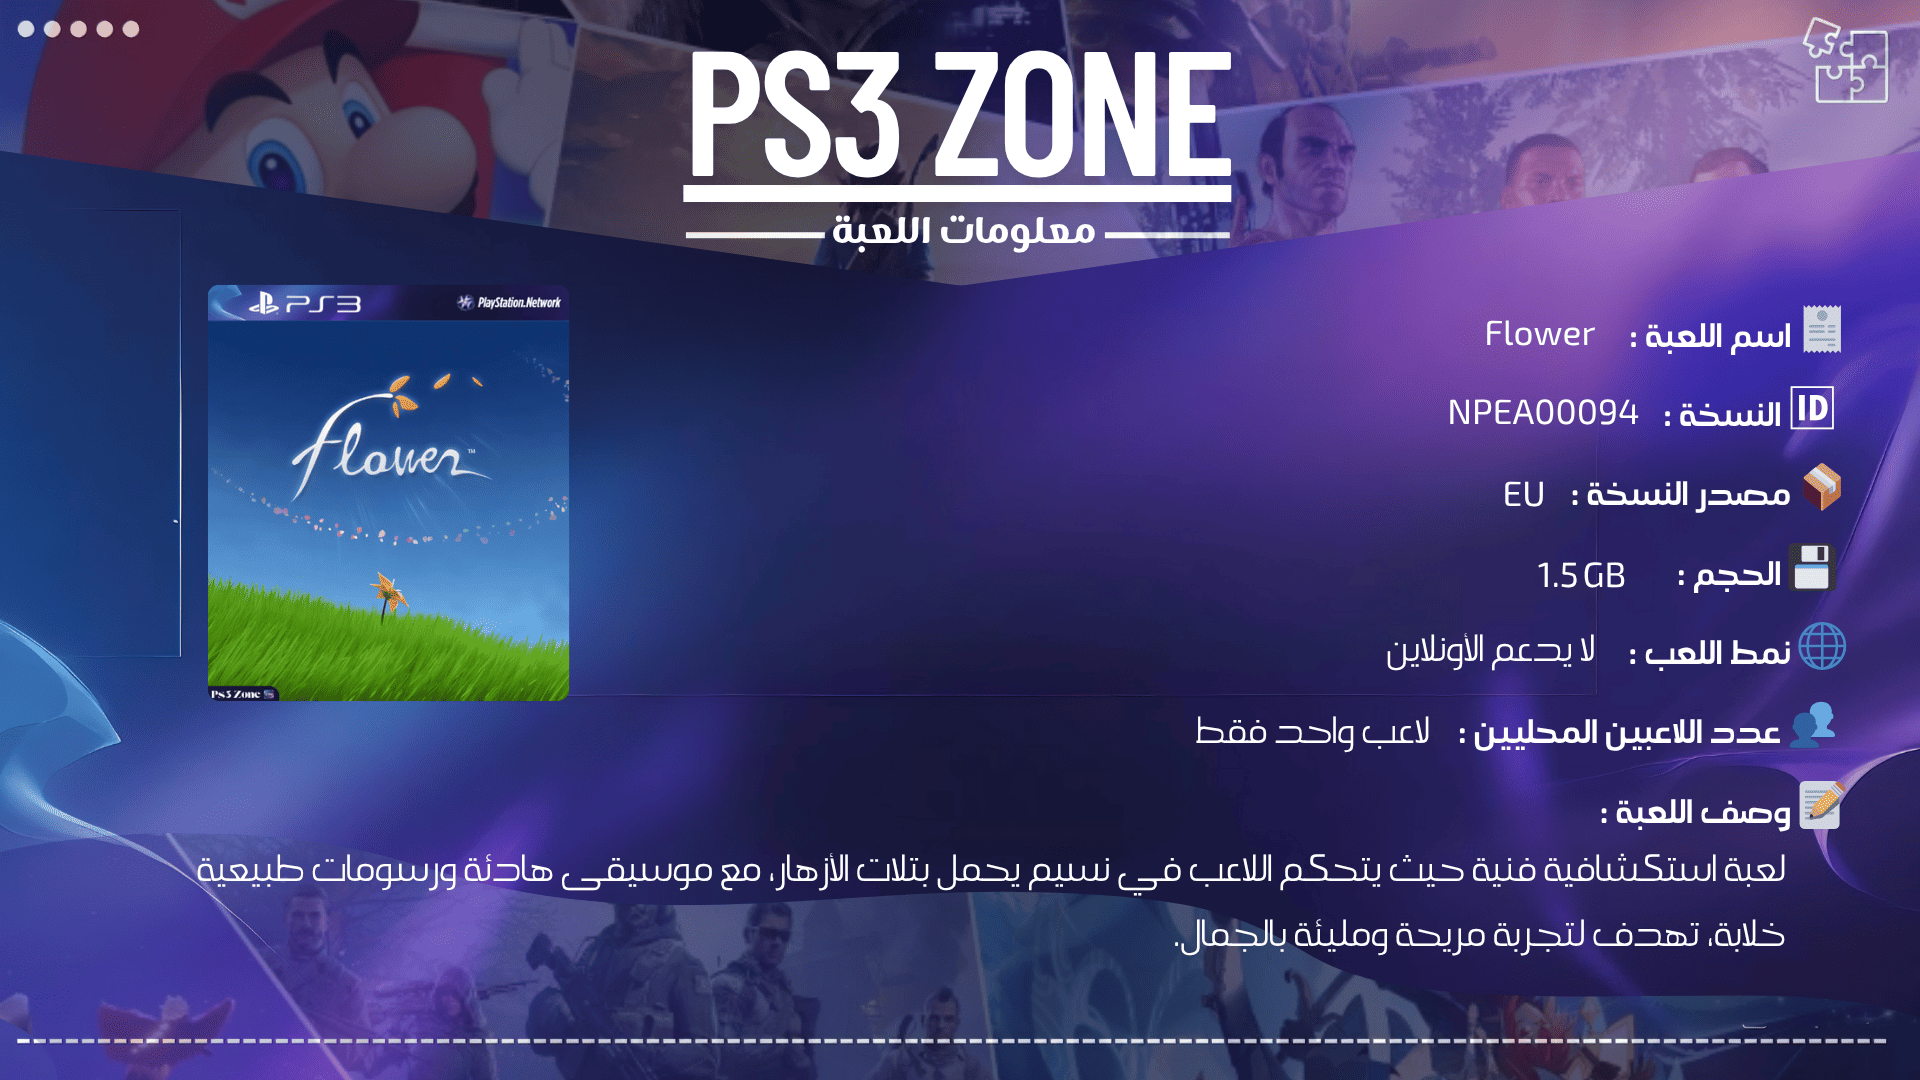 PS3 ZONE
معلومات اللعبة
PS3 PlayStation.Network
flower™
Ps3 Zone
اسم اللعبة : Flower
ID النسخة : NPEA00094
مصدر النسخة : EU
الحجم : 1.5 GB
نمط اللعب : لا يدعم الأونلاين
عدد اللاعبين المحليين : لاعب واحد فقط
وصف اللعبة :
لعبة استكشافية فنية حيث يتحكم اللاعب في نسيم يحمل بتلات الأزهار، مع موسيقى هادئة ورسومات طبيعية
خلابة، تهدف لتجربة مريحة ومليئة بالجمال.